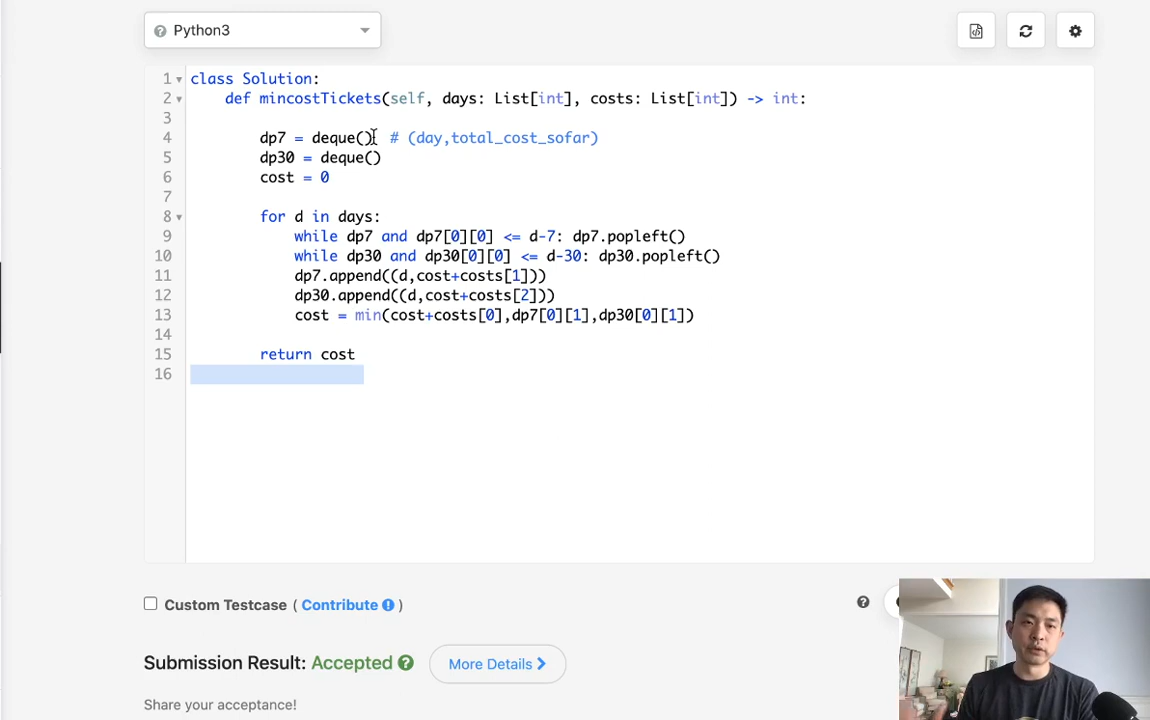 Python3
1 class Solution:
2 def mincostTickets(self, days: List[int], costs: List[int]) -> int:
3
4 dp7 = deque() # (day,total_cost_sofar)
5 dp30 = deque()
6 cost = 0
7
8 for d in days:
9 while dp7 and dp7[0][0] <= d-7: dp7.popleft()
10 while dp30 and dp30[0][0] <= d-30: dp30.popleft()
11 dp7.append((d,cost+costs[1]))
12 dp30.append((d,cost+costs[2]))
13 cost = min(cost+costs[0],dp7[0][1],dp30[0][1])
14
15 return cost
16
Custom Testcase ( Contribute )
Submission Result: Accepted
More Details
Share your acceptance!